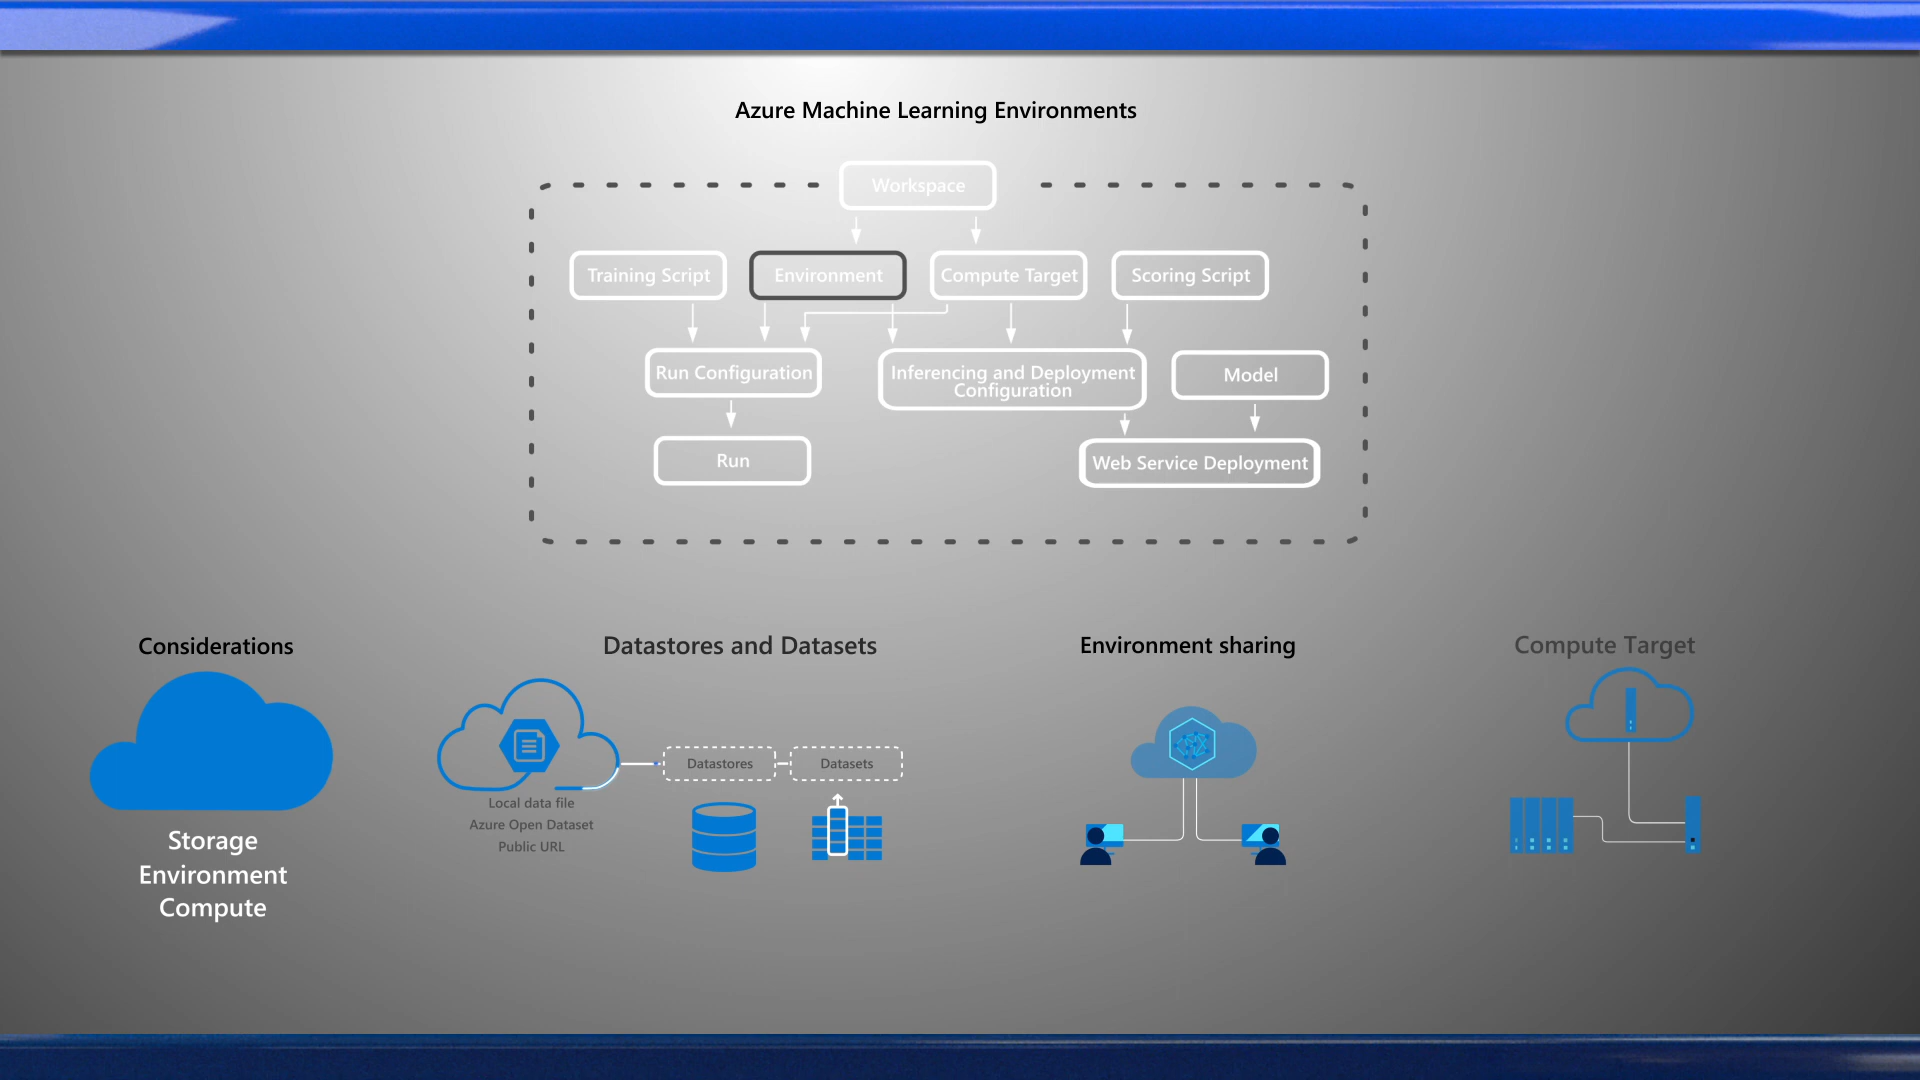 Azure Machine Learning Environments
Workspace
Training Script
Environment
Compute Target
Scoring Script
Run Configuration
Inferencing and Deployment
Configuration
Model
Run
Web Service Deployment
Considerations
Storage
Environment
Compute
Datastores and Datasets
Local data file
Azure Open Dataset
Public URL
Datastores
Datasets
Environment sharing
Compute Target